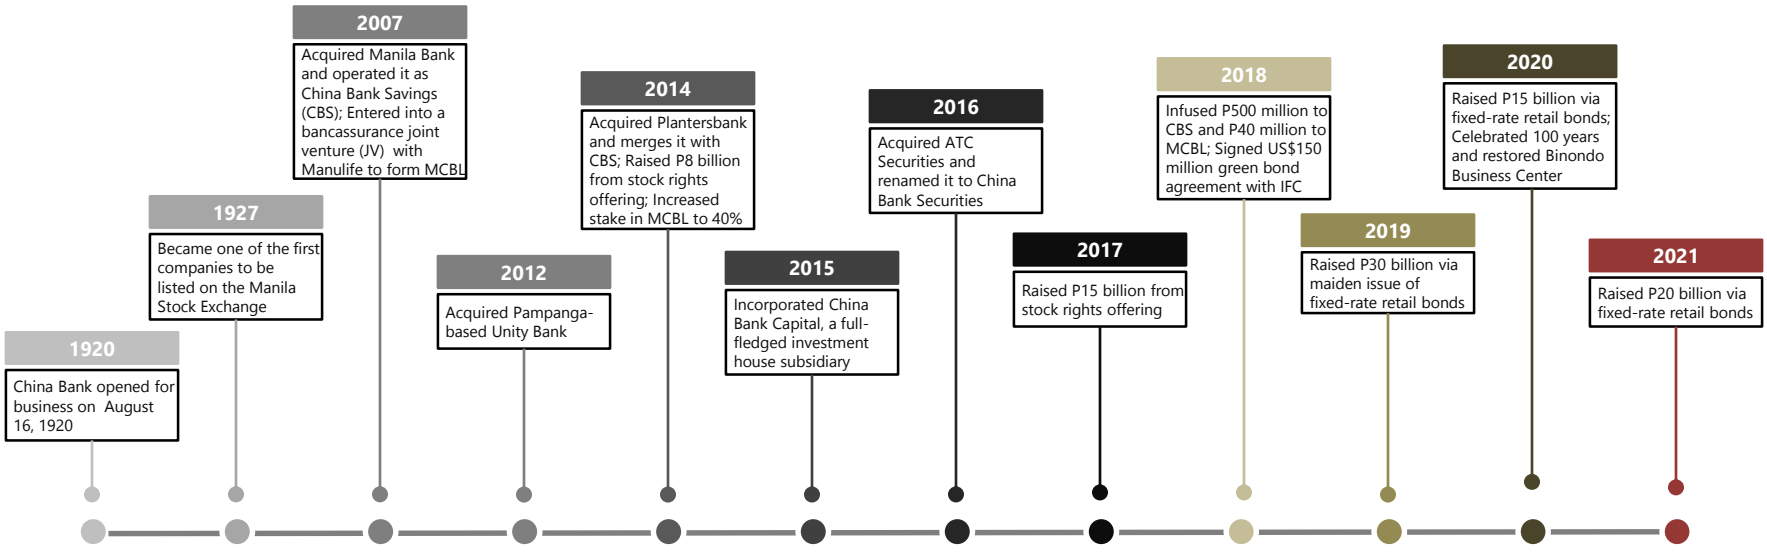 1920
China Bank opened for
business on August
16, 1920
1927
Became one of the first
companies to be
listed on the Manila
Stock Exchange
2007
Acquired Manila Bank
and operated it as
China Bank Savings
(CBS); Entered into a
bancassurance joint
venture (JV) with
Manulife to form MCBL
2012
Acquired Pampanga-
based Unity Bank
2014
Acquired Plantersbank
and merges it with
CBS; Raised P8 billion
from stock rights
offering; Increased
stake in MCBL to 40%
2015
Incorporated China
Bank Capital, a full-
fledged investment
house subsidiary
2016
Acquired ATC
Securities and
renamed it to China
Bank Securities
2017
Raised P15 billion from
stock rights offering
2018
Infused P500 million to
CBS and P40 million to
MCBL; Signed US$150
million green bond
agreement with IFC
2019
Raised P30 billion via
maiden issue of
fixed-rate retail bonds
2020
Raised P15 billion via
fixed-rate retail bonds;
Celebrated 100 years
and restored Binondo
Business Center
2021
Raised P20 billion via
fixed-rate retail bonds